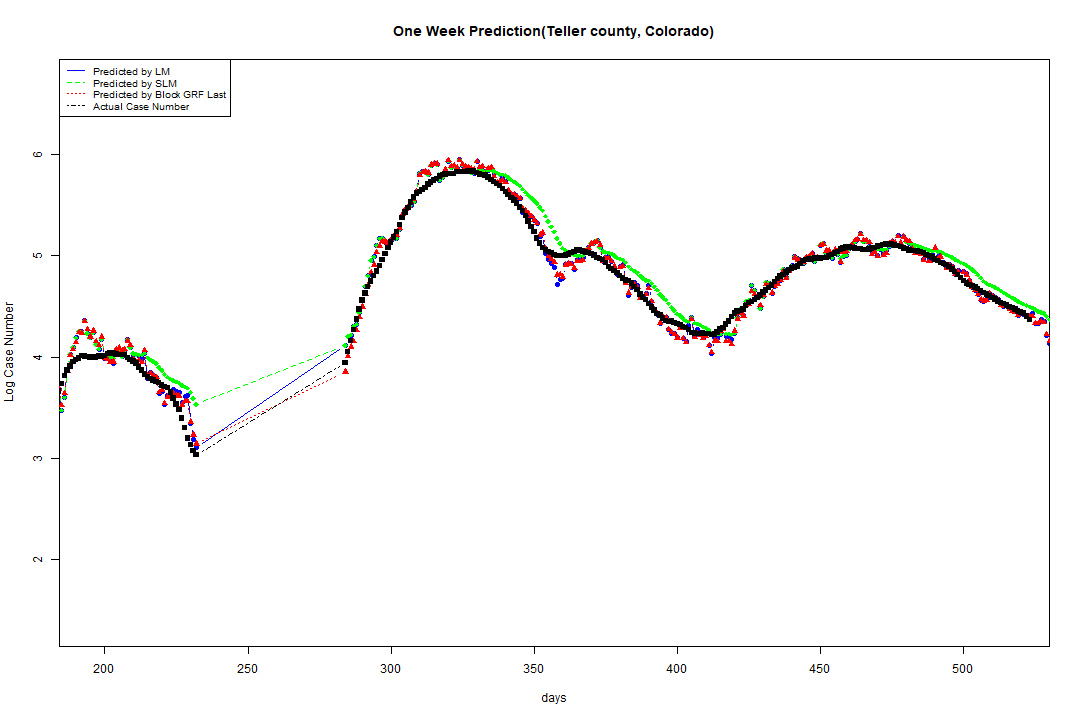 One Week Prediction(Teller county, Colorado)
Predicted by LM
Predicted by SLM
Predicted by Block GRF Last
Actual Case Number
6
5
4
3
2
Log Case Number
200 250 300 350 400 450 500
days